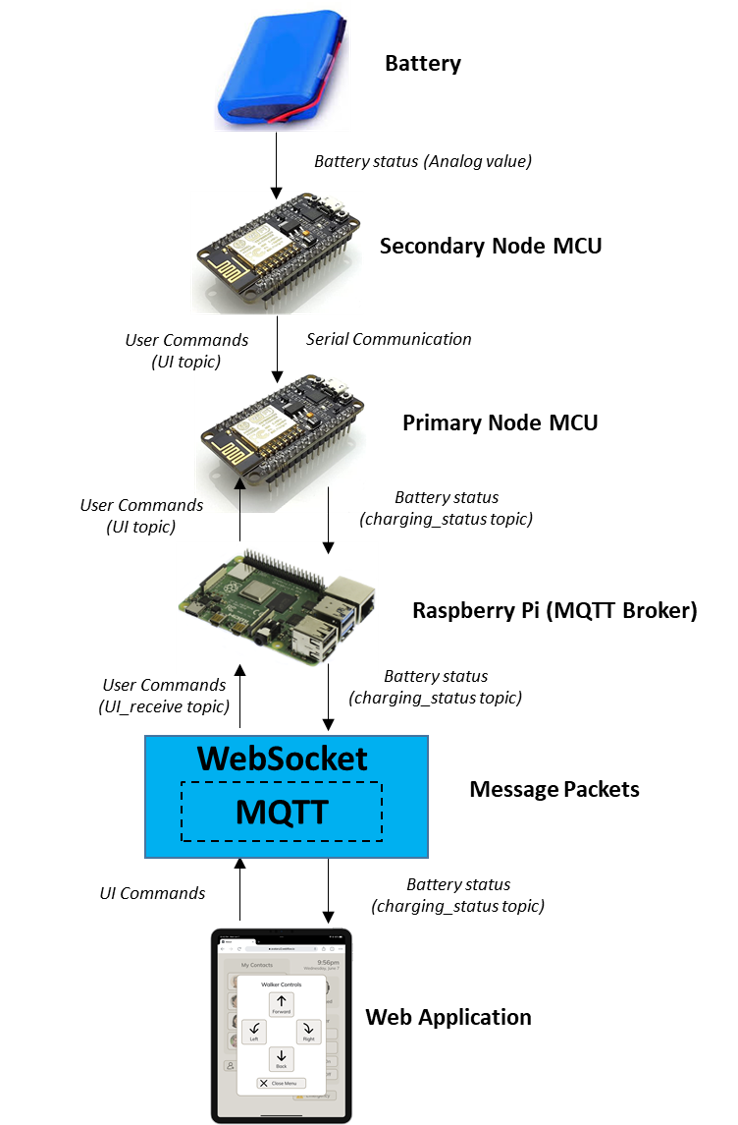 Battery
Battery status (Analog value)
Secondary Node MCU
User Commands
(UI topic)
Serial Communication
Primary Node MCU
User Commands
(UI topic)
Battery status
(charging_status topic)
Raspberry Pi (MQTT Broker)
User Commands
(UI_receive topic)
Battery status
(charging_status topic)
WebSocket
MQTT
Message Packets
UI Commands
Battery status
(charging_status topic)
My Contacts
9:56pm
Wednesday, June 7
Walker Controls
Forward
Left
Right
Back
Close Menu
Web Application